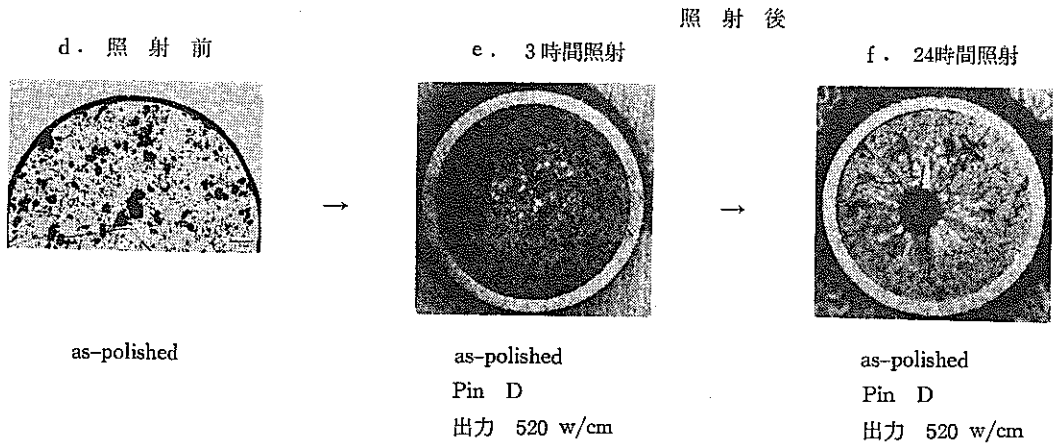 照射後
d. 照射前
e. 3時間照射
f. 24時間照射
→
→
as-polished
as-polished
Pin D
出力 520 w/cm
as-polished
Pin D
出力 520 w/cm